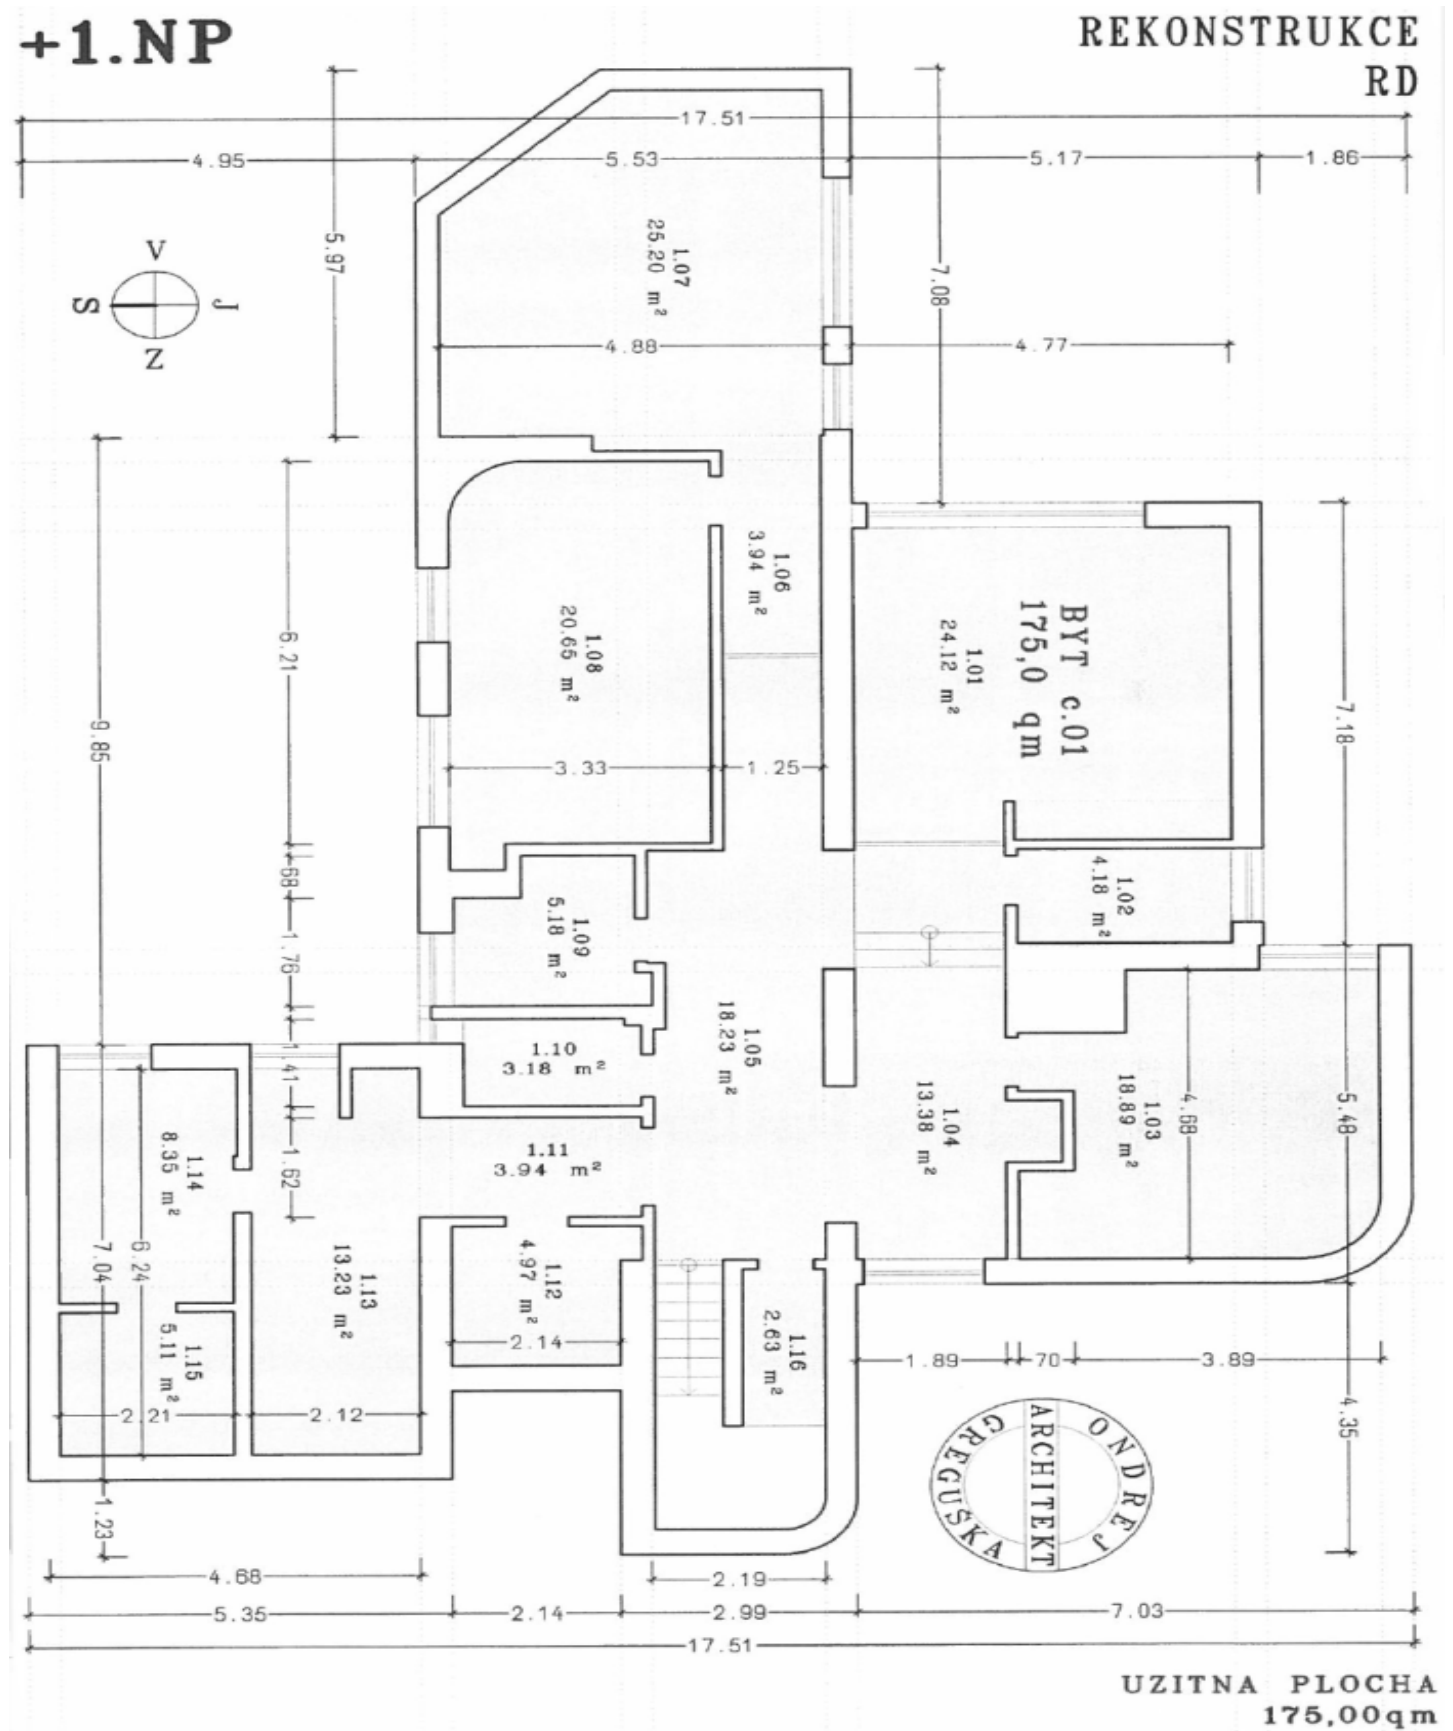 +1.NP
REKONSTRUKCE
RD
17.51
4.95
5.53
5.17
1.86
5.97
7.08
V
S
J
Z
1.07
25.20 m²
4.88
4.77
1.06
3.94 m²
1.08
20.65 m²
BYT c.01
175,0 qm
1.01
24.12 m²
6.21
9.85
7.18
3.33
1.25
68
1.76
1.09
5.18 m²
1.02
4.18 m²
1.05
18.23 m²
1.10
3.18 m²
1.41
1.04
13.38 m²
1.03
18.89 m²
4.69
5.48
1.14
8.35 m²
1.11
3.94 m²
1.62
7.04
6.24
1.13
13.23 m²
1.12
4.97 m²
2.14
1.15
5.11 m²
1.16
2.63 m²
1.89
70
3.89
2.21
2.12
4.35
ONDREJ
ARCHITEKT
GREGUSKA
1.23
4.68
2.19
5.35
2.14
2.99
7.03
17.51
UZITNA PLOCHA
175,00qm